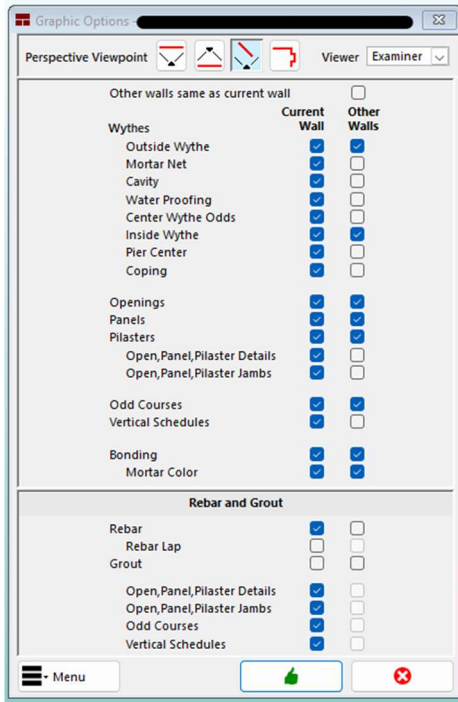 Graphic Options -
Perspective Viewpoint Viewer Examiner
Other walls same as current wall
Current Wall Other Walls
Wythes
Outside Wythe
Mortar Net
Cavity
Water Proofing
Center Wythe Odds
Inside Wythe
Pier Center
Coping
Openings
Panels
Pilasters
Open,Panel,Pilaster Details
Open,Panel,Pilaster Jambs
Odd Courses
Vertical Schedules
Bonding
Mortar Color
Rebar and Grout
Rebar
Rebar Lap
Grout
Open,Panel,Pilaster Details
Open,Panel,Pilaster Jambs
Odd Courses
Vertical Schedules
Menu